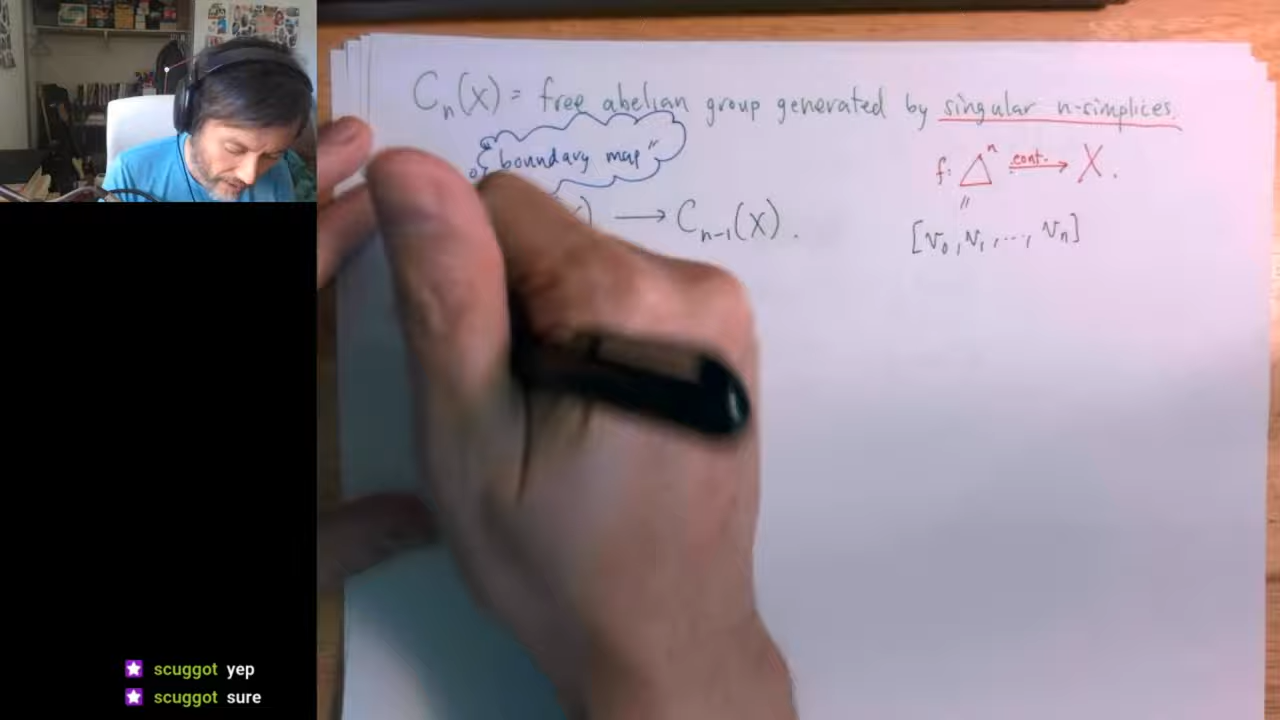 Cₙ(X) = free abelian group generated by singular n-simplices.
"boundary map"
f: Δⁿ cont. → X.
"
) → Cₙ₋₁(X).
[v₀, v₁, ..., vₙ]
scuggot yep
scuggot sure